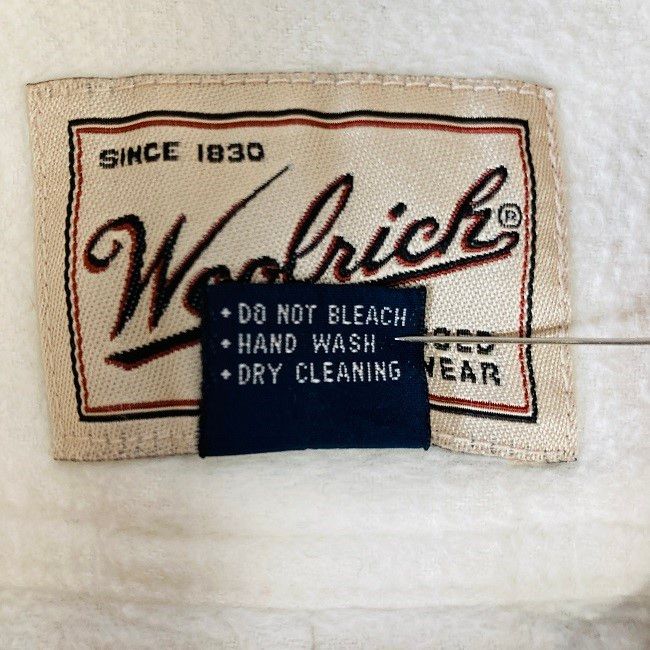 SINCE 1830
Woolrich®
+ DO NOT BLEACH
+ HAND WASH
+ DRY CLEANING
WEAR